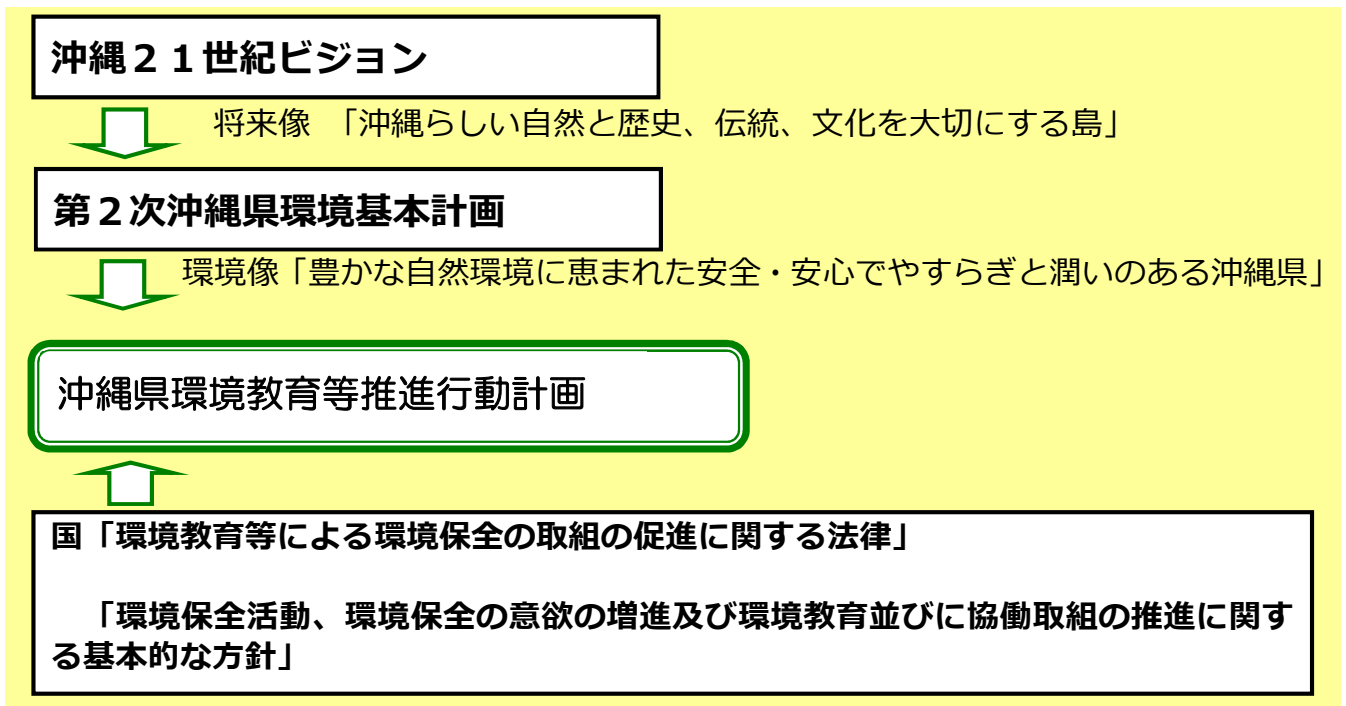 沖縄２１世紀ビジョン
将来像　「沖縄らしい自然と歴史、伝統、文化を大切にする島」
第２次沖縄県環境基本計画
環境像「豊かな自然環境に恵まれた安全・安心でやすらぎと潤いのある沖縄県」
沖縄県環境教育等推進行動計画
国「環境教育等による環境保全の取組の促進に関する法律」
「環境保全活動、環境保全の意欲の増進及び環境教育並びに協働取組の推進に関す
る基本的な方針」